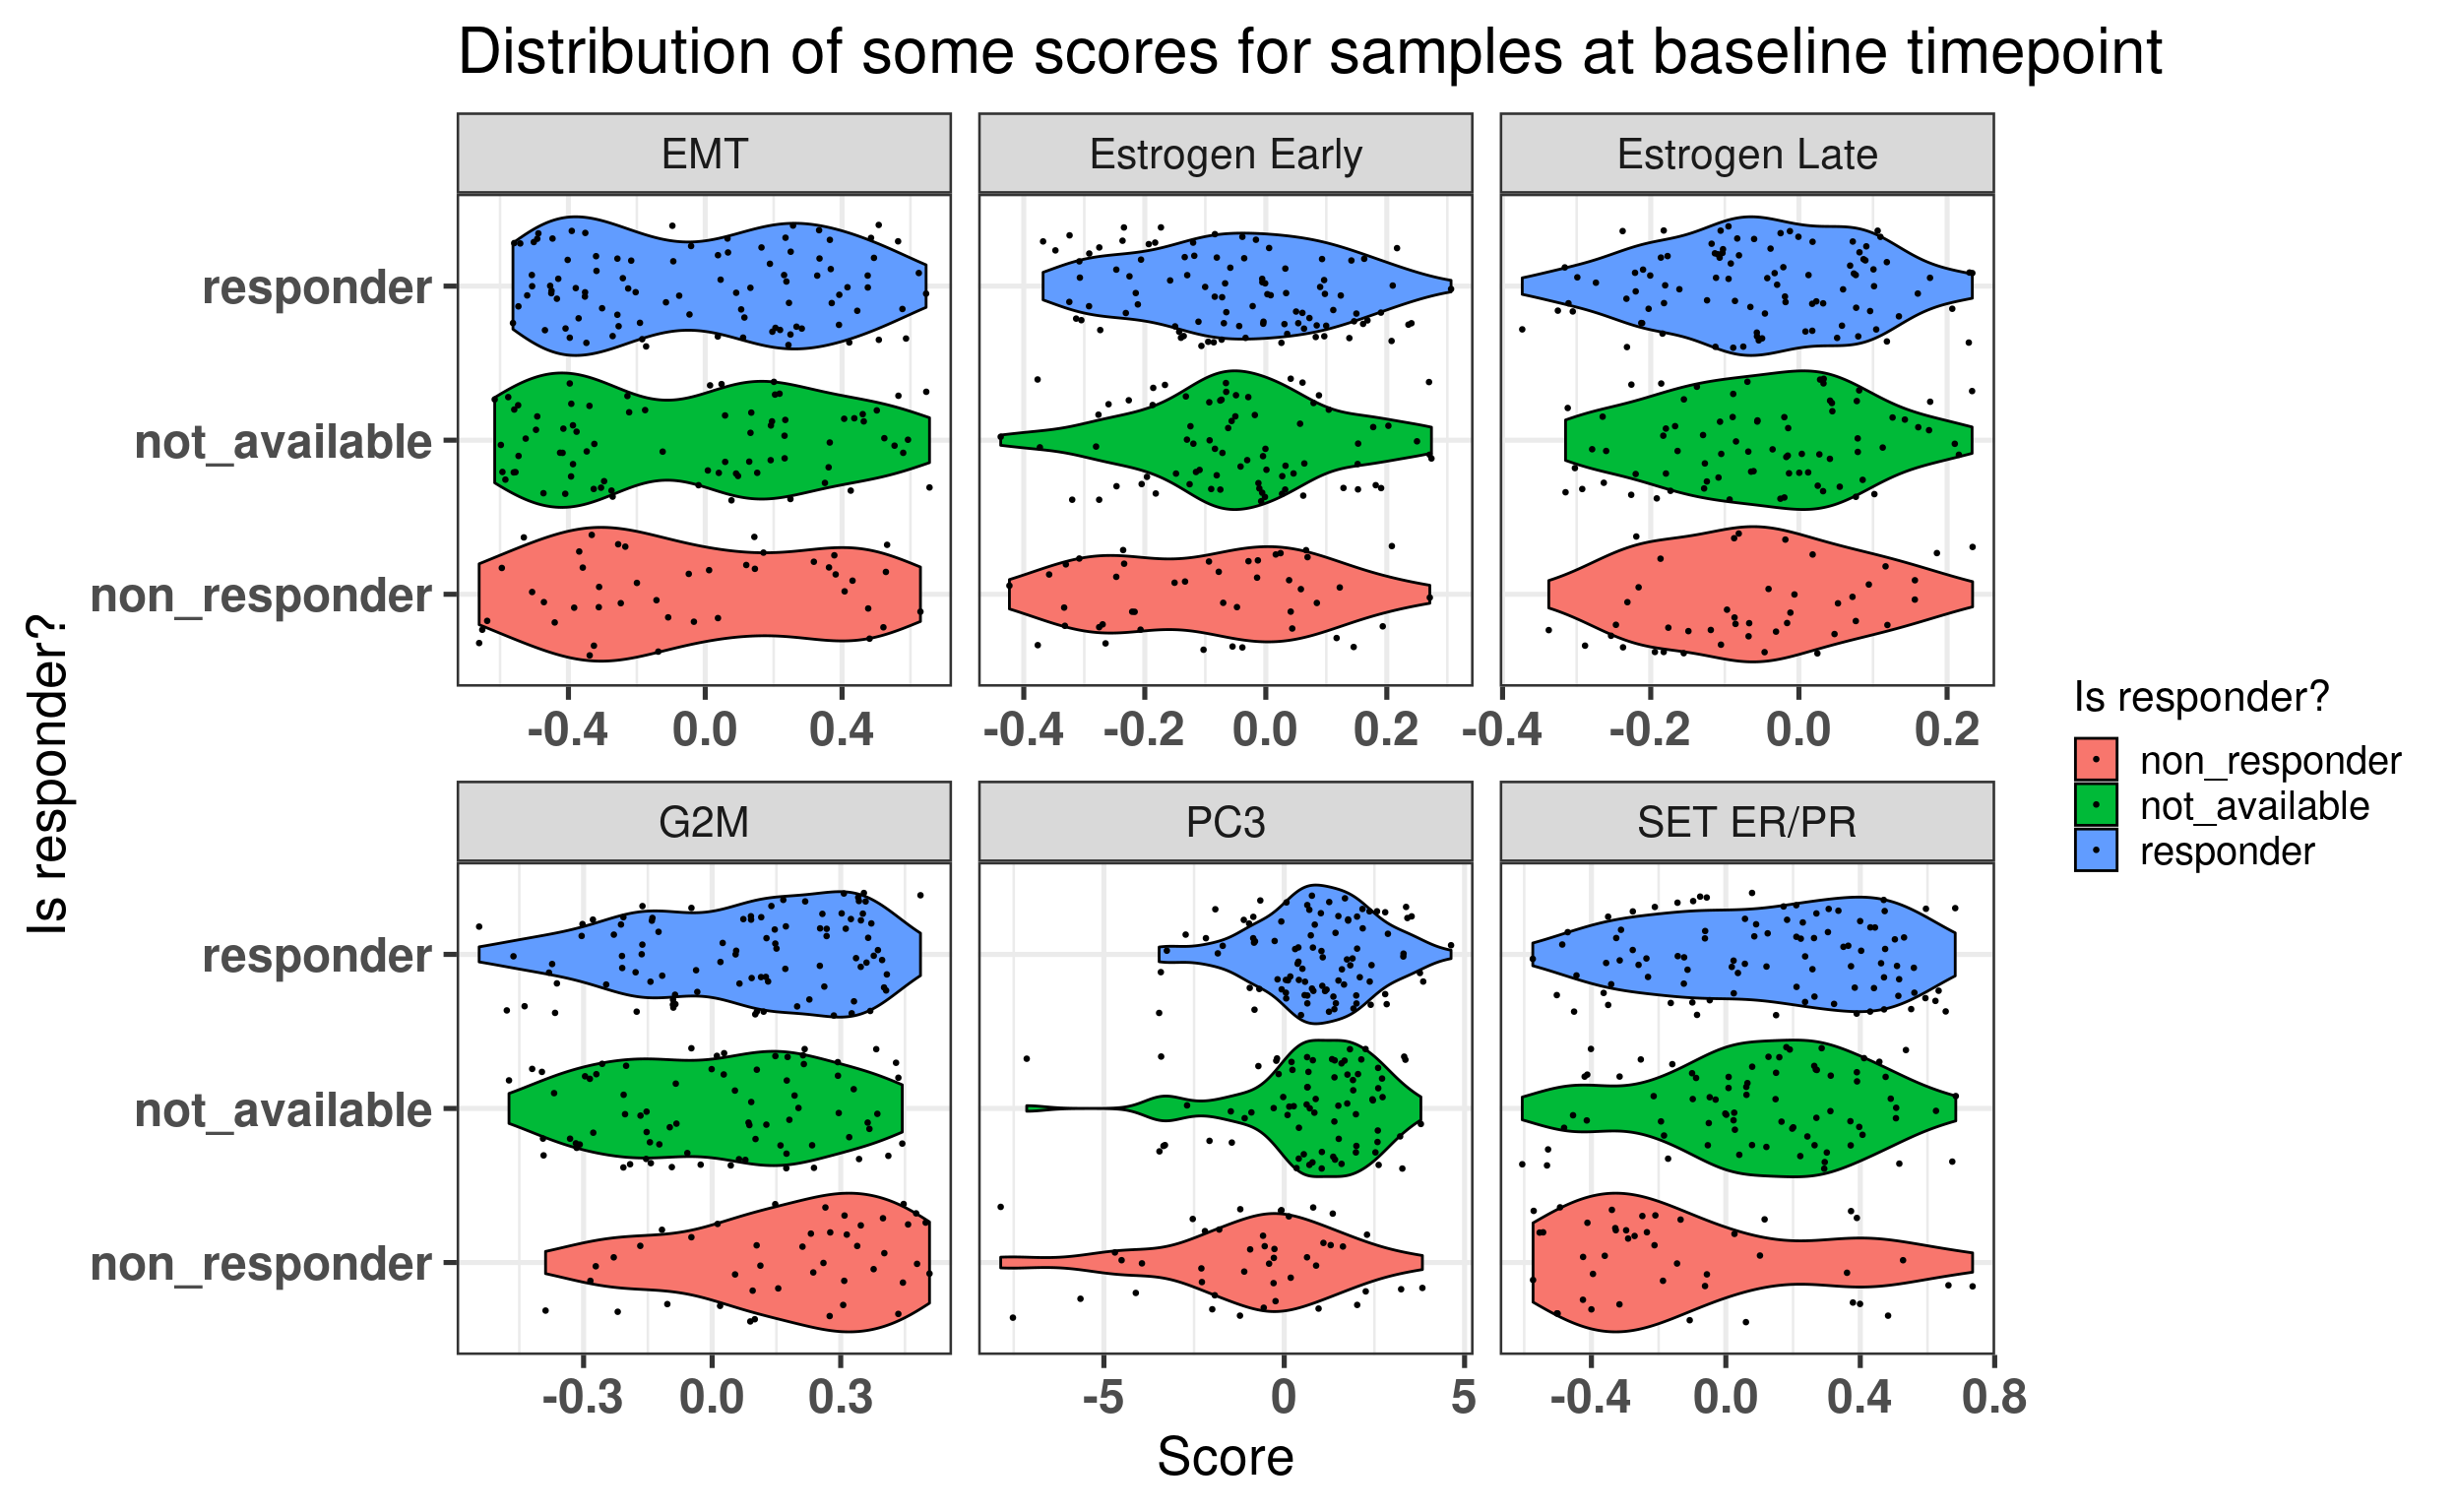 Distribution of some scores for samples at baseline timepoint
EMT
Estrogen Early
Estrogen Late
responder
not_available
non_responder
-0.4 0.0 0.4
-0.4 -0.2 0.0 0.2
-0.4 -0.2 0.0 0.2
G2M
PC3
SET ER/PR
responder
not_available
non_responder
-0.3 0.0 0.3
-5 0 5
-0.4 0.0 0.4 0.8
Score
Is responder?
Is responder?
non_responder
not_available
responder